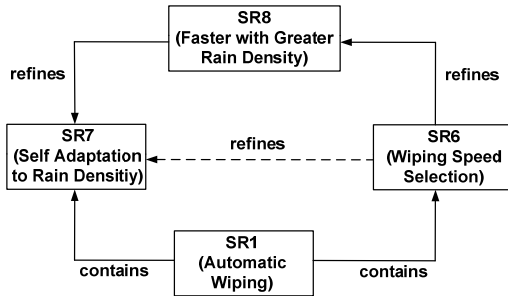 SR8
(Faster with Greater
Rain Density)
refines
refines
SR7
(Self Adaptation
to Rain Densitiy)
refines
SR6
(Wiping Speed
Selection)
SR1
(Automatic
Wiping)
contains
contains